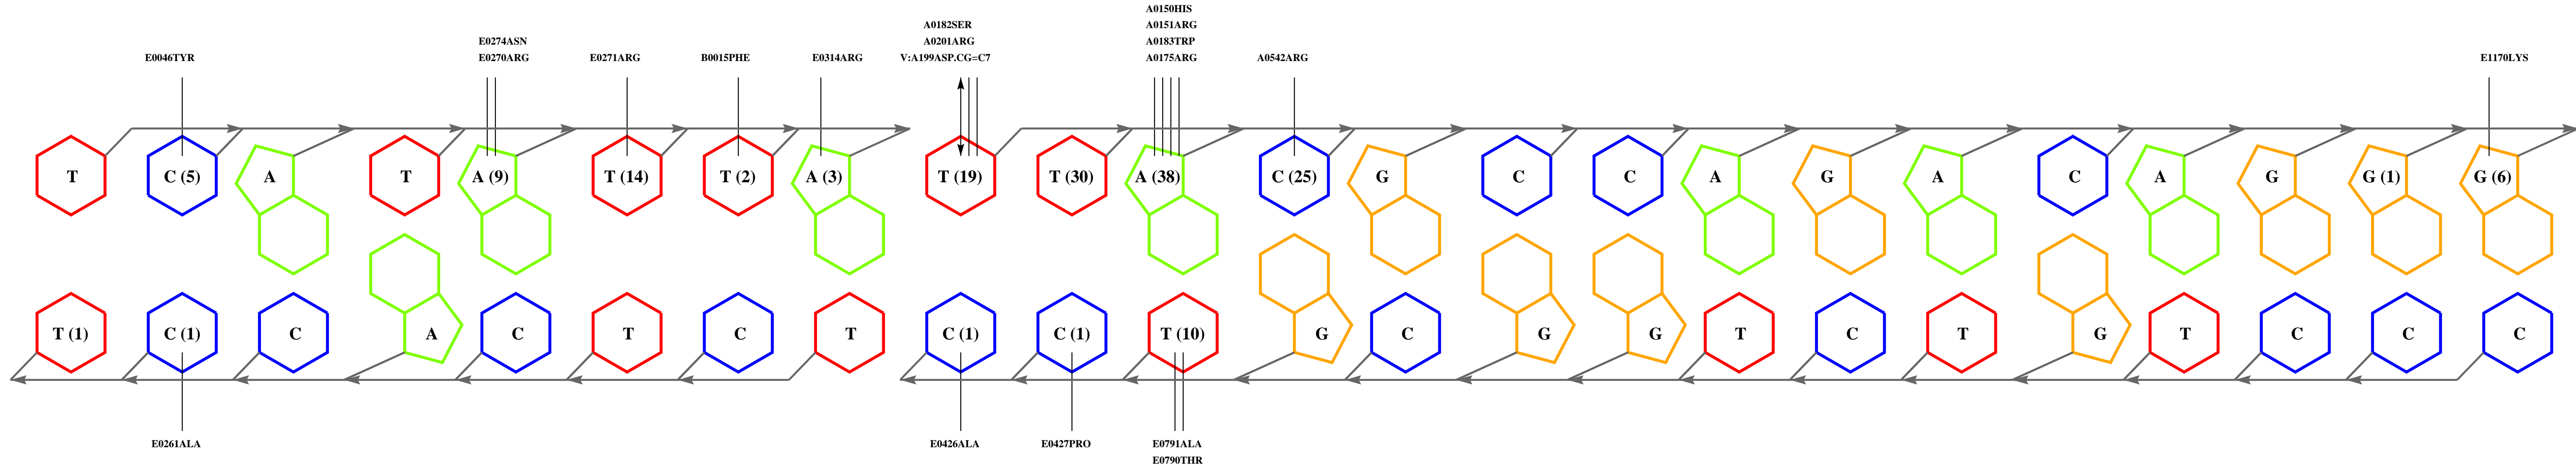 A0150HIS
A0182SER A0151ARG
E0274ASN A0201ARG A0183TRP
E0046TYR E0270ARG E0271ARG B0015PHE E0314ARG V:A199ASP.CG=C7 A0175ARG A0542ARG E1170LYS
T C (5) A T A (9) T (14) T (2) A (3) T (19) T (30) A (38) C (25) G C C A G A C A G G (1) G (6)
T (1) C (1) C A C T C T C (1) C (1) T (10) G C G G T C T G T C C C
E0261ALA E0426ALA E0427PRO E0791ALA
E0790THR